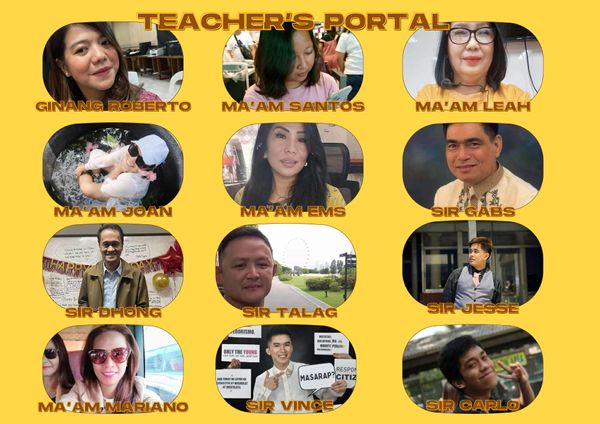 TEACHER'S PORTAL
GINANG ROBERTO
MA'AM SANTOS
MA'AM LEAH
MA'AM JOAN
MA'AM EMS
SIR GABS
HAPPY
SIR DHONG
SIR TALAG
SIR JESSE
ONLY THE YOUNG
MASARAP?
MA'AM MARIANO
SIR VINCE
SIR CARLO